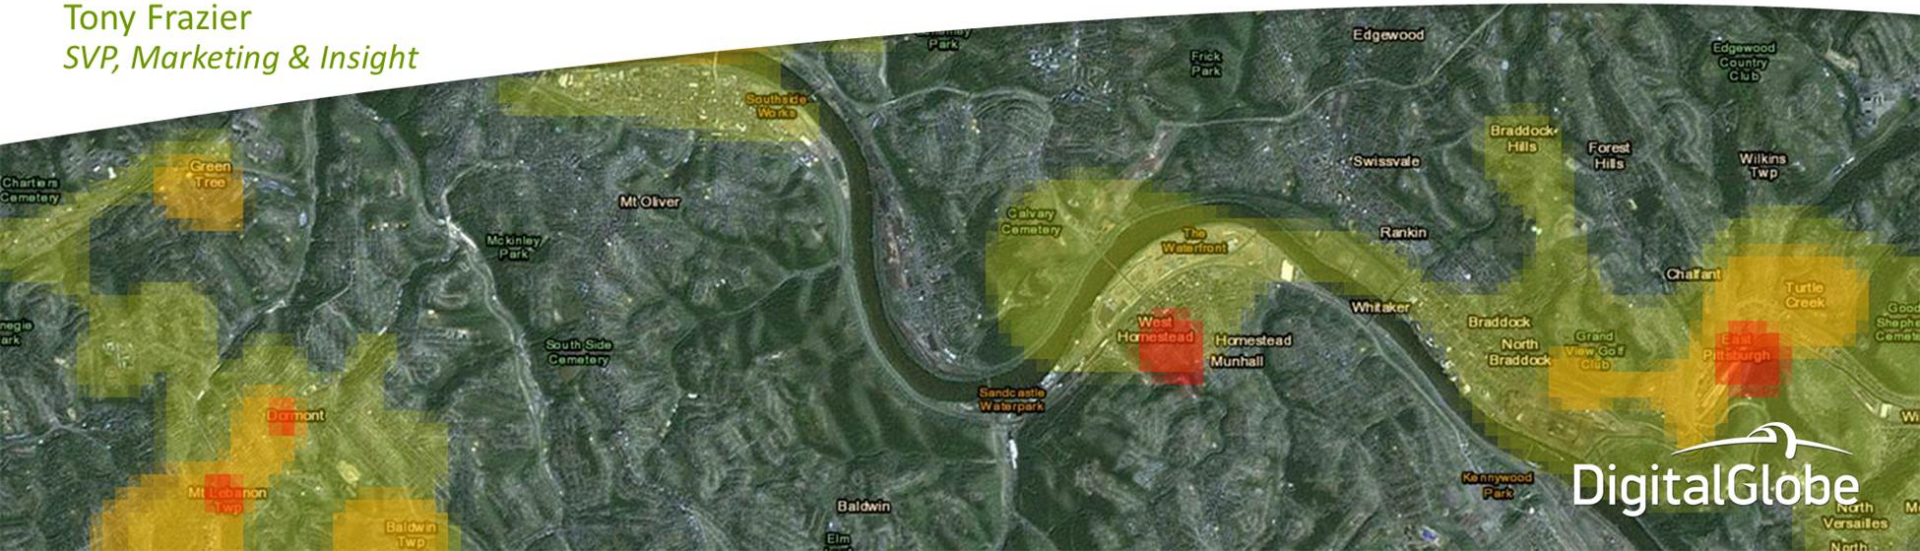 Tony Frazier
SVP, Marketing & Insight
Park
Edgewood
Edgewood
Country
Club
Frick
Park
Southside
Works
Braddock
Hills
Forest
Hills
Wilkins
Twp
Swissvale
Green
Tree
Chartiers
Cemetery
Mt Oliver
Calvary
Cemetery
Mckinley
Park
The
Waterfront
Rankin
Chalfant
Turtle
Creek
Whitaker
Braddock
North
Braddock
Grand
View Golf
Club
East
Pittsburgh
West
Homestead
Homestead
Munhall
South Side
Cemetery
Sandcastle
Waterpark
Dormont
Mt Lebanon
Twp
Baldwin
Twp
Baldwin
Elm
Kennywood
Park
DigitalGlobe
North
Versailles
North